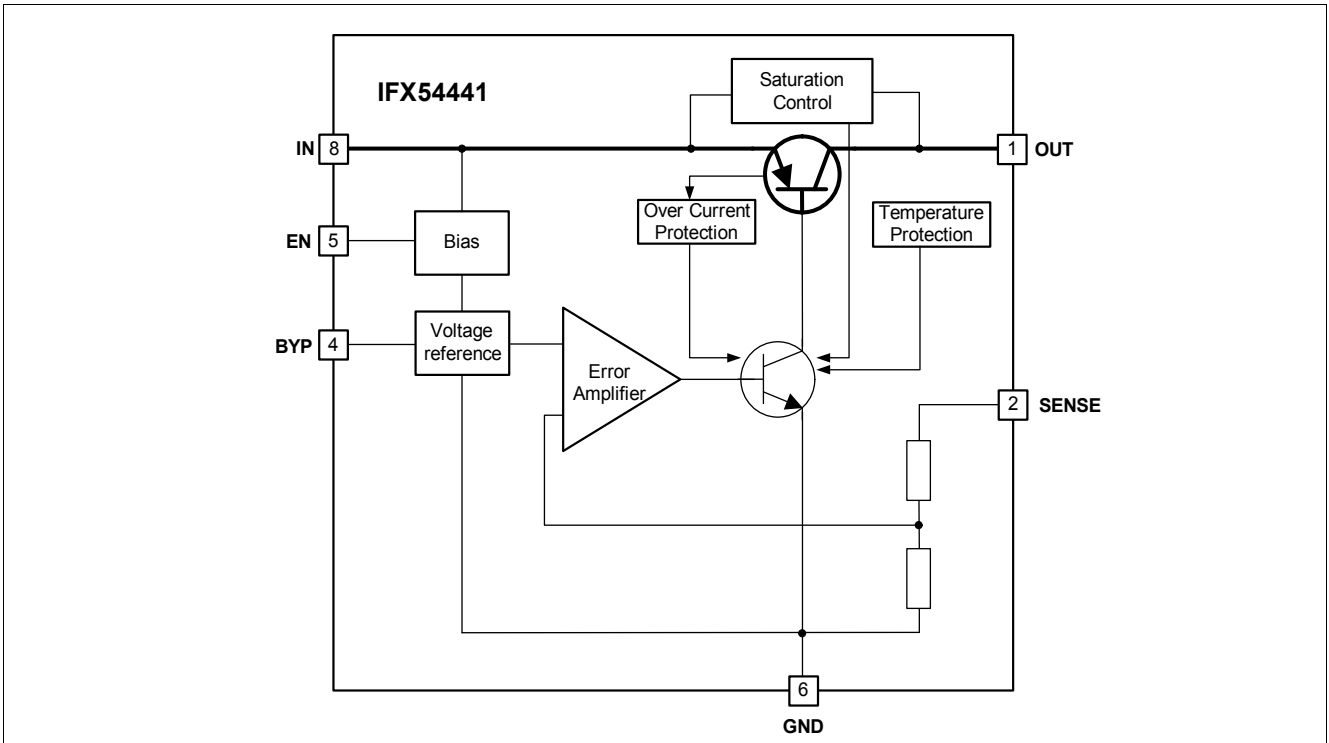 IFX54441
Saturation
Control
IN 8
1 OUT
Over Current
Protection
Temperature
Protection
EN 5
Bias
BYP 4
Voltage
reference
Error
Amplifier
2 SENSE
6
GND